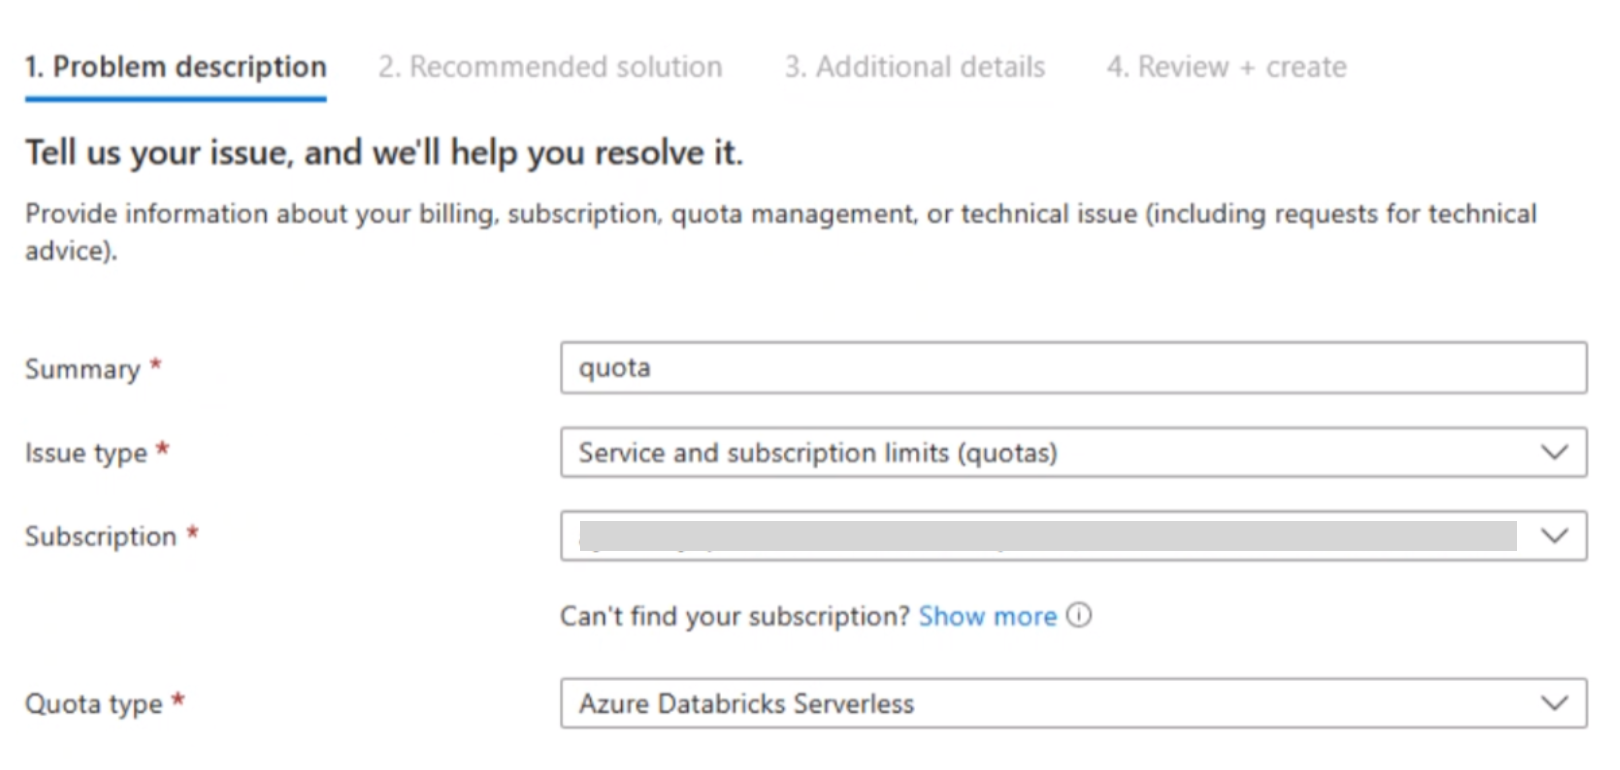 1. Problem description 2. Recommended solution 3. Additional details 4. Review + create
Tell us your issue, and we'll help you resolve it.
Provide information about your billing, subscription, quota management, or technical issue (including requests for technical
advice).
Summary * quota
Issue type * Service and subscription limits (quotas)
Subscription *
Can't find your subscription? Show more
Quota type * Azure Databricks Serverless